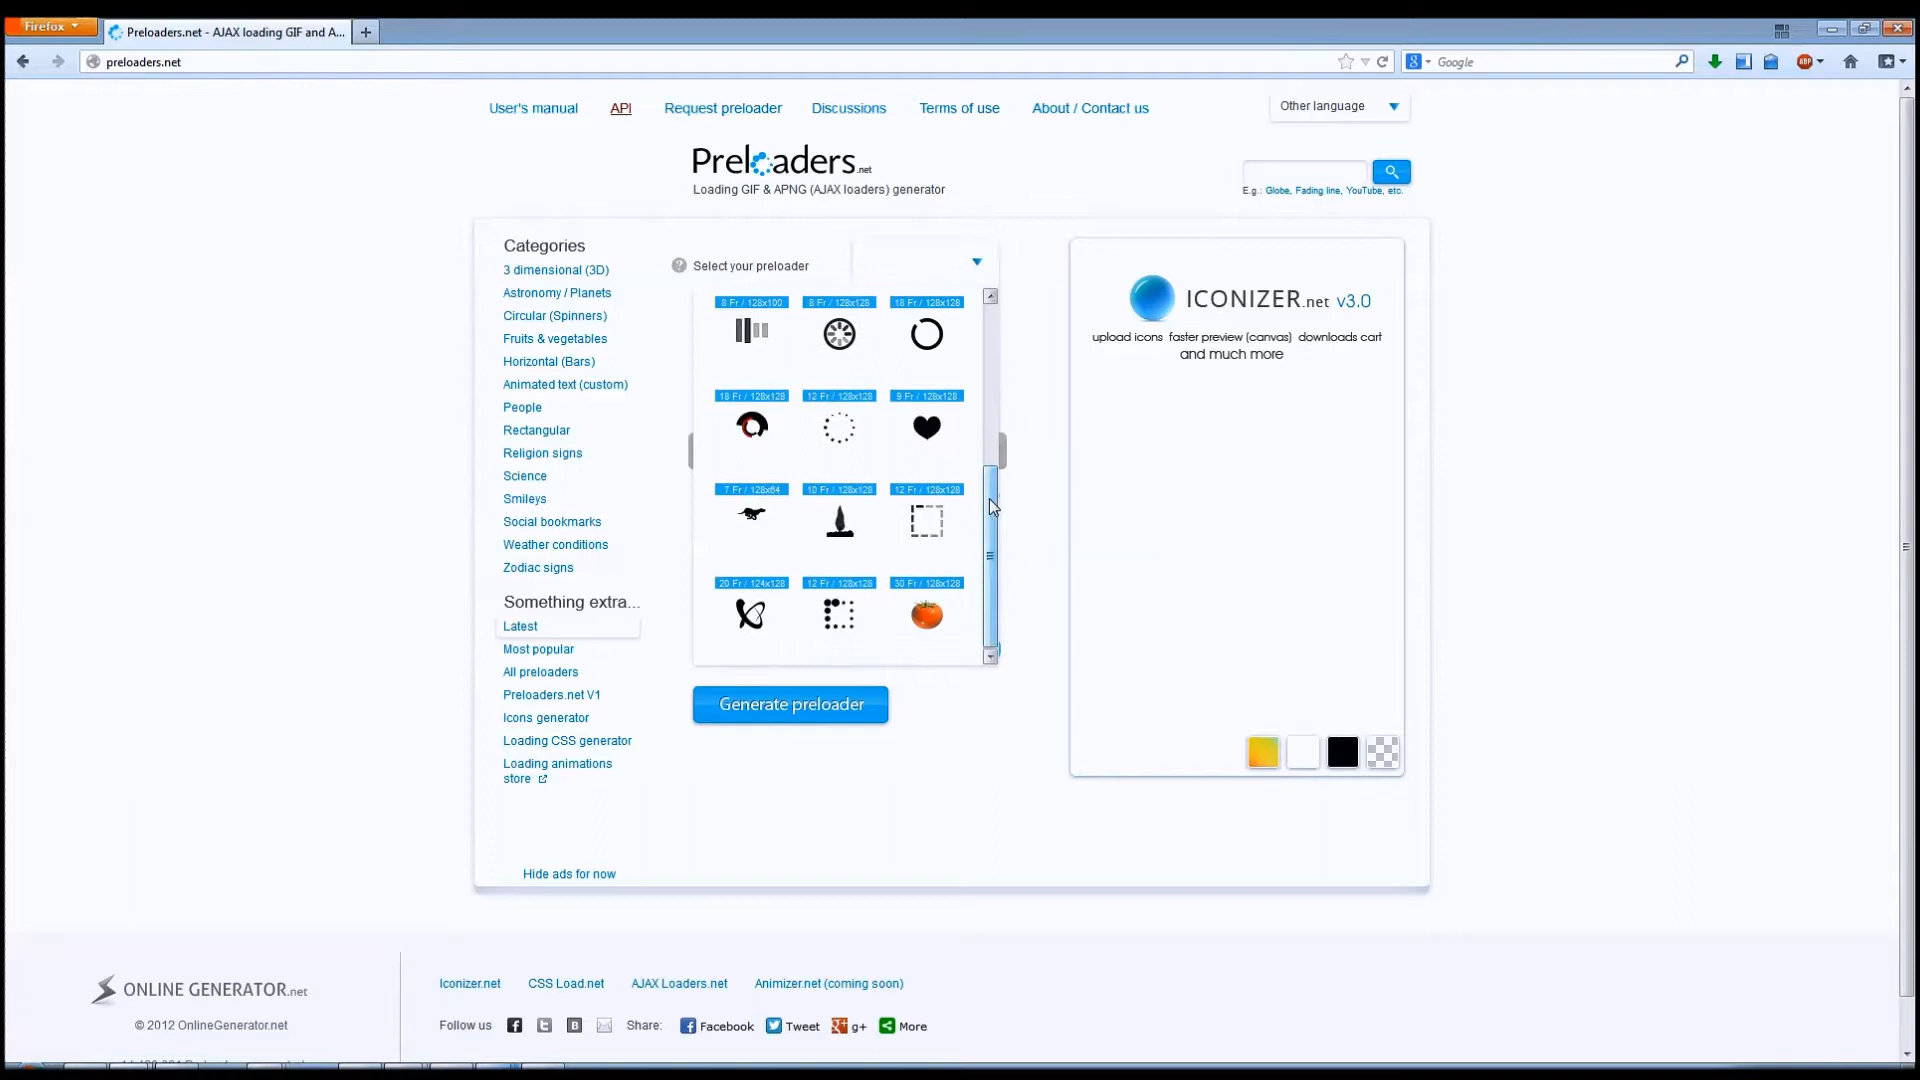 Firefox
Preloaders.net - AJAX loading GIF and A...
preloaders.net
Google
User's manual
API
Request preloader
Discussions
Terms of use
About / Contact us
Other language
Preloaders.net
Loading GIF & APNG (AJAX loaders) generator
E.g.: Globe, Fading line, YouTube, etc.
Categories
3 dimensional (3D)
Astronomy / Planets
Circular (Spinners)
Fruits & vegetables
Horizontal (Bars)
Animated text (custom)
People
Rectangular
Religion signs
Science
Smileys
Social bookmarks
Weather conditions
Zodiac signs
Something extra...
Latest
Most popular
All preloaders
Preloaders.net V1
Icons generator
Loading CSS generator
Loading animations
store
Hide ads for now
Select your preloader
8 Fr / 128x100 8 Fr / 128x128 18 Fr / 128x128
18 Fr / 128x128 12 Fr / 128x128 9 Fr / 128x128
7 Fr / 128x64 10 Fr / 128x128 12 Fr / 128x128
20 Fr / 124x128 12 Fr / 128x128 30 Fr / 128x128
Generate preloader
ICONIZER.net v3.0
upload icons faster preview (canvas) downloads cart
and much more
ONLINE GENERATOR.net
© 2012 OnlineGenerator.net
Iconizer.net
CSS Load.net
AJAX Loaders.net
Animizer.net (coming soon)
Follow us
Share:
Facebook
Tweet
g+
More